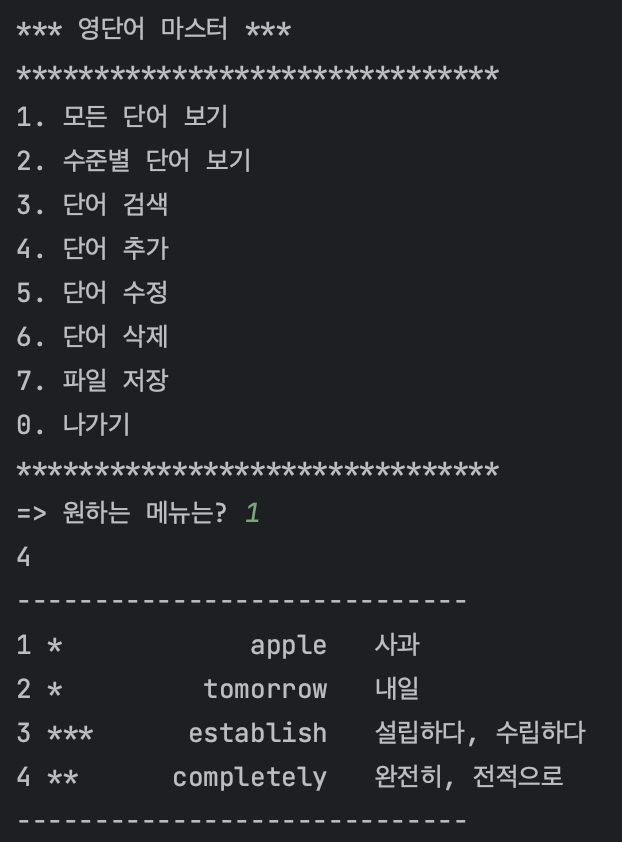 *** 영단어 마스터 ***
*******************************
1. 모든 단어 보기
2. 수준별 단어 보기
3. 단어 검색
4. 단어 추가
5. 단어 수정
6. 단어 삭제
7. 파일 저장
0. 나가기
*******************************
=> 원하는 메뉴는? 1
4
-----------------------------
1 *            apple   사과
2 *         tomorrow   내일
3 ***      establish   설립하다, 수립하다
4 **      completely   완전히, 전적으로
-----------------------------